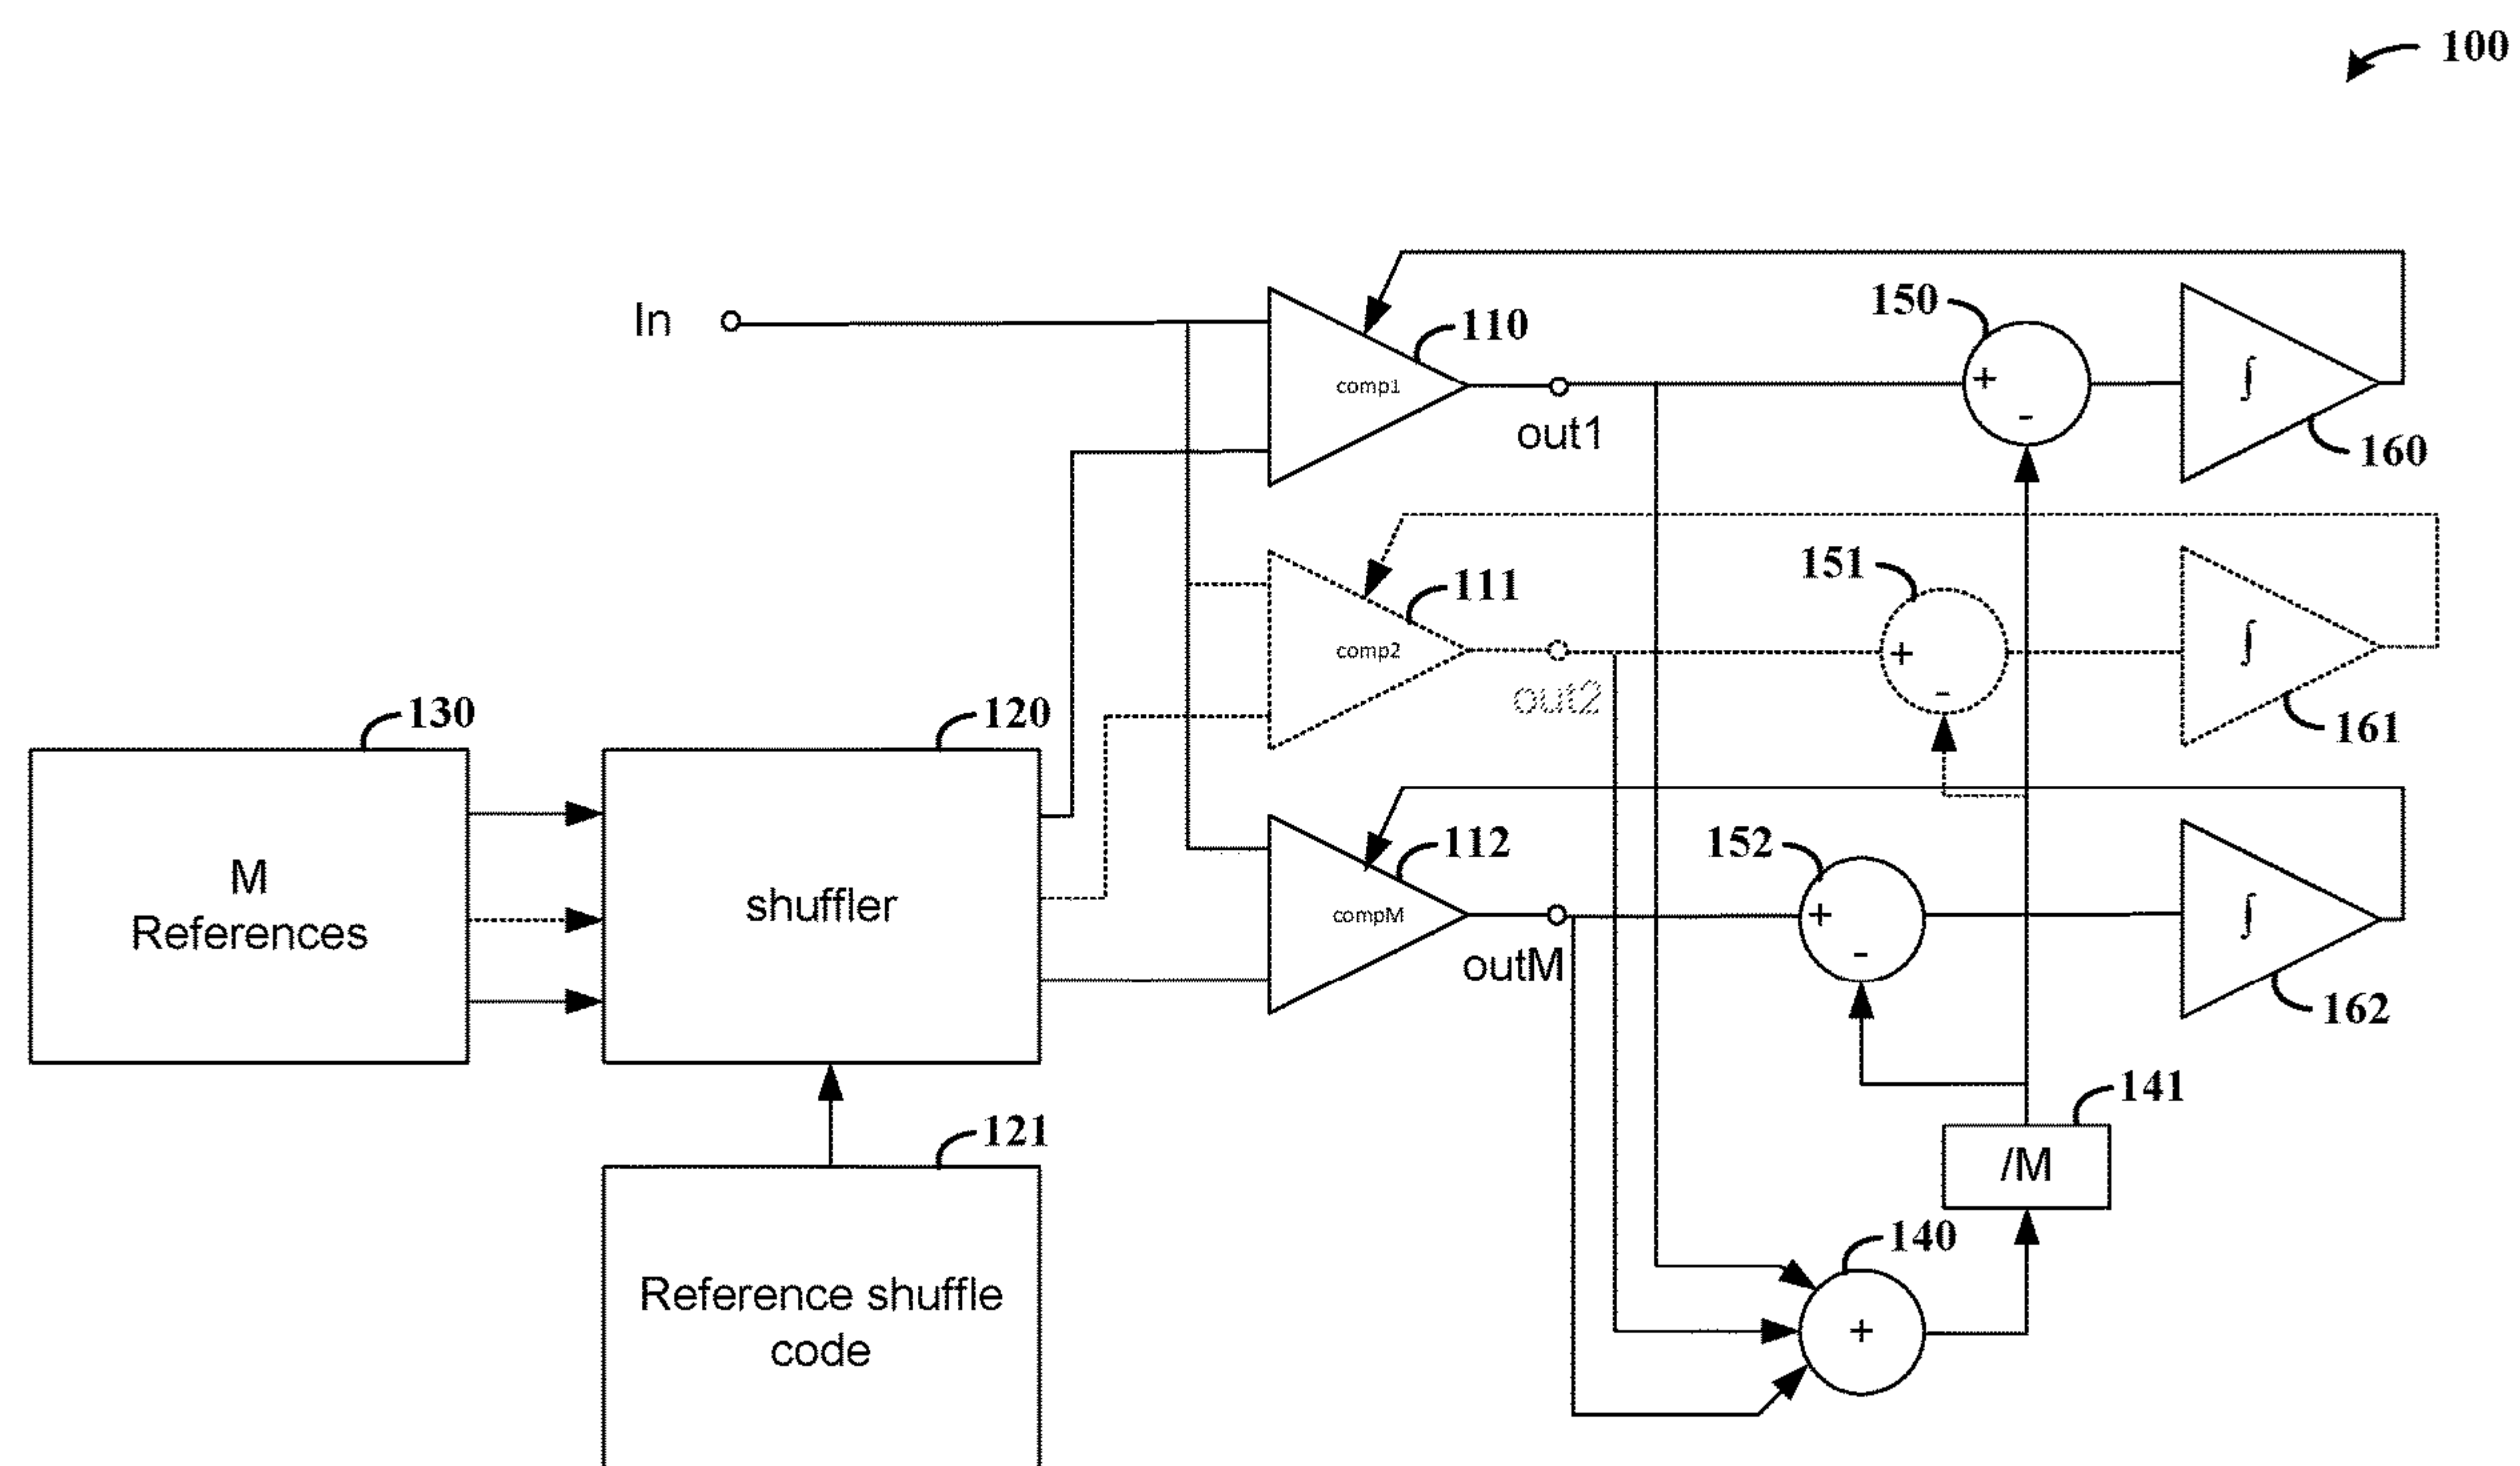 100
In
comp1
110
out1
150
+
-
∫
160
comp2
111
out2
151
+
-
∫
161
130
M
References
120
shuffler
compM
112
outM
152
+
-
∫
162
121
Reference shuffle
code
141
/M
140
+